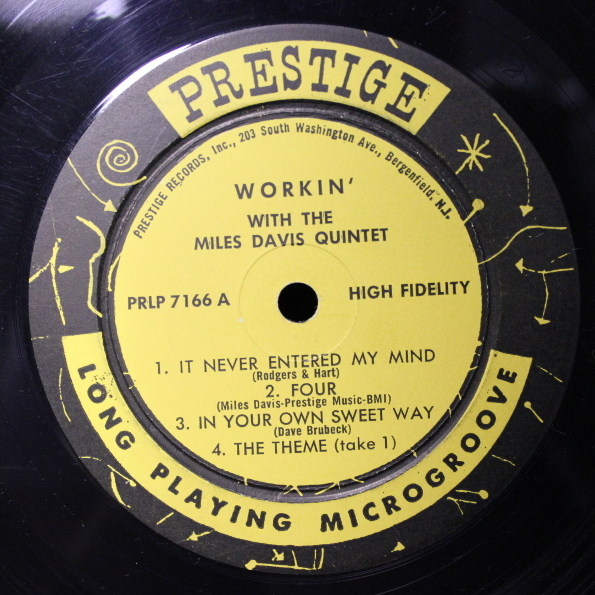 PRESTIGE
PRESTIGE RECORDS, Inc., 203 South Washington Ave., Bergenfield, N.J.
WORKIN'
WITH THE
MILES DAVIS QUINTET
PRLP 7166 A
HIGH FIDELITY
1. IT NEVER ENTERED MY MIND
(Rodgers & Hart)
2. FOUR
(Miles Davis-Prestige Music-BMI)
3. IN YOUR OWN SWEET WAY
(Dave Brubeck)
4. THE THEME (take 1)
LONG PLAYING MICROGROOVE